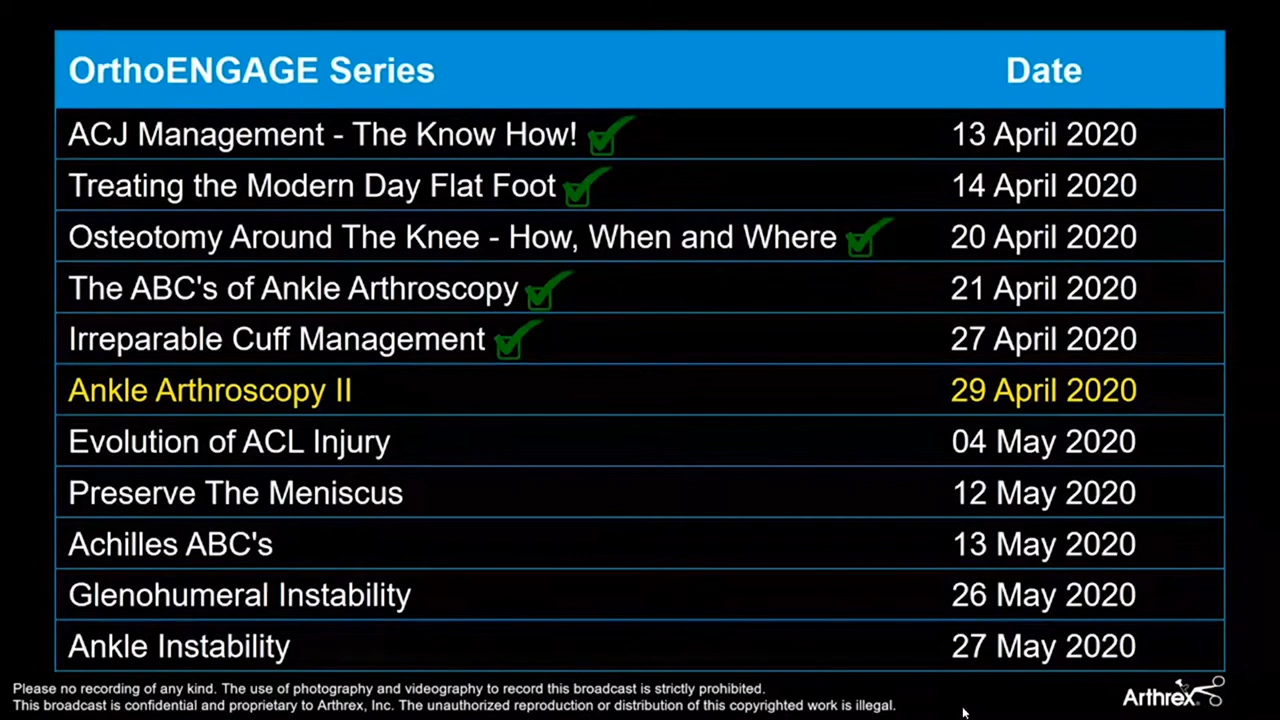 OrthoENGAGE Series Date
ACJ Management - The Know How! 13 April 2020
Treating the Modern Day Flat Foot 14 April 2020
Osteotomy Around The Knee - How, When and Where 20 April 2020
The ABC's of Ankle Arthroscopy 21 April 2020
Irreparable Cuff Management 27 April 2020
Ankle Arthroscopy II 29 April 2020
Evolution of ACL Injury 04 May 2020
Preserve The Meniscus 12 May 2020
Achilles ABC's 13 May 2020
Glenohumeral Instability 26 May 2020
Ankle Instability 27 May 2020
Please no recording of any kind. The use of photography and videography to record this broadcast is strictly prohibited.
This broadcast is confidential and proprietary to Arthrex, Inc. The unauthorized reproduction or distribution of this copyrighted work is illegal.
Arthrex